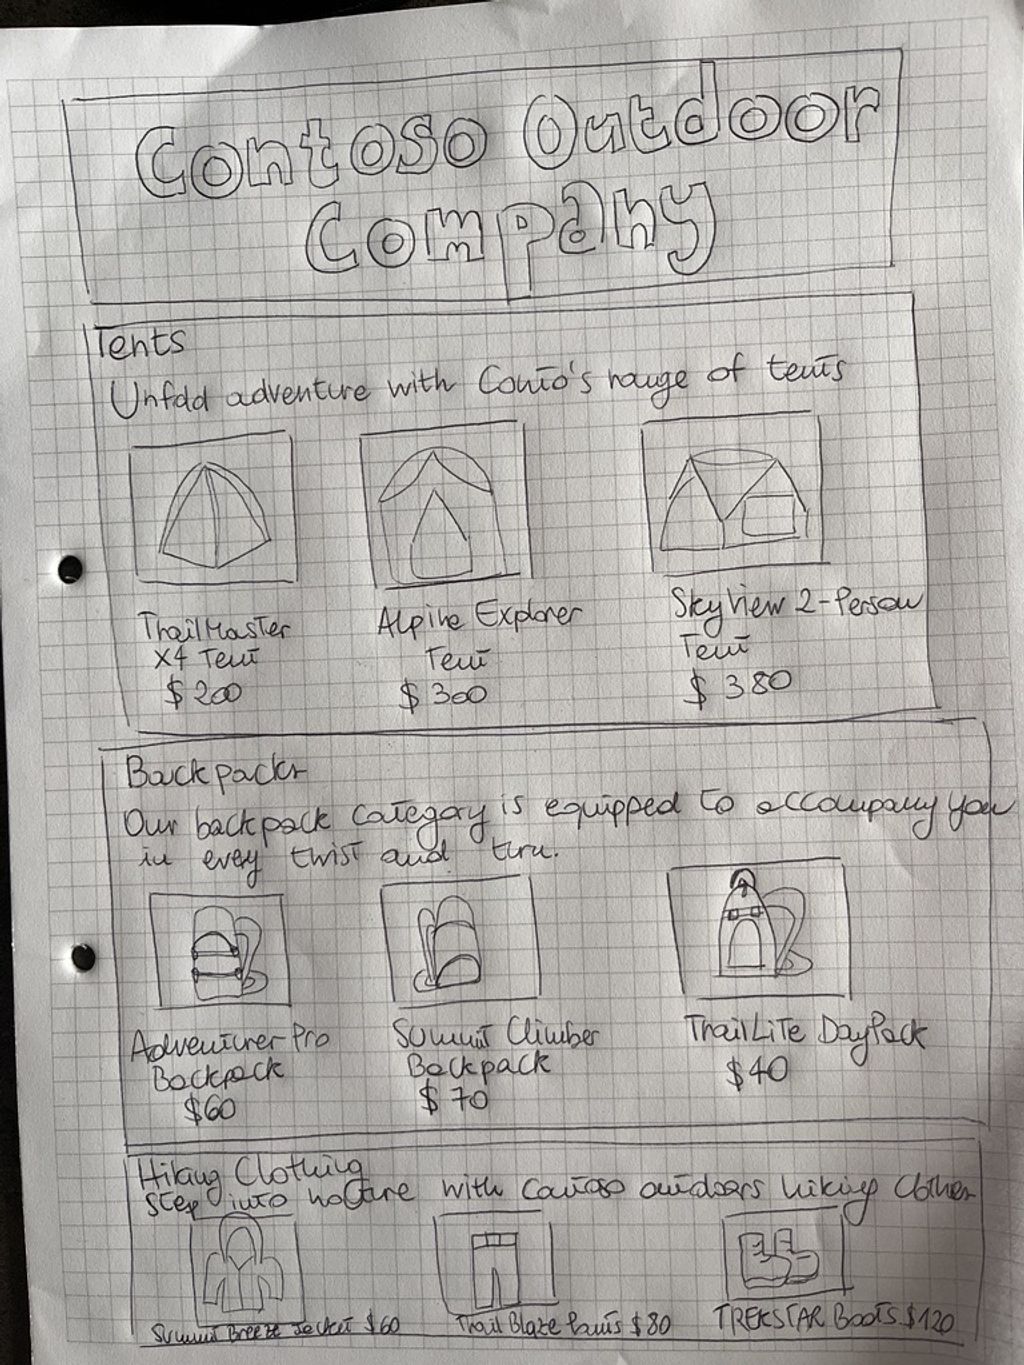 Contoso Outdoor
Company
Tents
Unfold adventure with Conto's range of tents
TrailMaster
X4 Tent
$200
Alpine Explorer
Tent
$300
SkyView 2-Person
Tent
$380
Backpacks
Our backpack category is equipped to accompany you
in every twist and turn.
Adventurer Pro
Backpack
$60
Summit Climber
Backpack
$70
TrailLite DayPack
$40
Hiking Clothing
Step into nature with Contoso outdoors hiking clothes
Summit Breeze Jacket $60
Trail Blaze Pants $80
TREKSTAR Boots $120